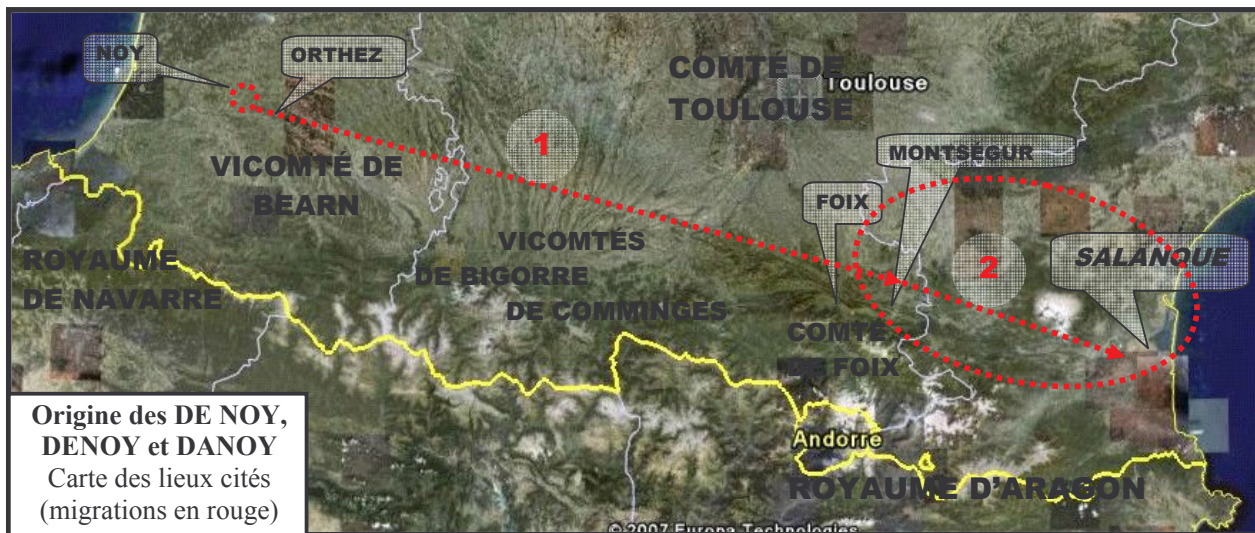 NOY
ORTHEZ
COMTÉ DE
TOULOUSE
Toulouse
1
MONTSÉGUR
VICOMTÉ DE
BEARN
FOIX
VICOMTÉS
DE BIGORRE
DE COMMINGES
2
SALANQUE
ROYAUME
DE NAVARRE
COMTÉ
DE FOIX
Andorre
ROYAUME D'ARAGON
Origine des DE NOY,
DENOY et DANOY
Carte des lieux cités
(migrations en rouge)
© 2007 Europa Technologies